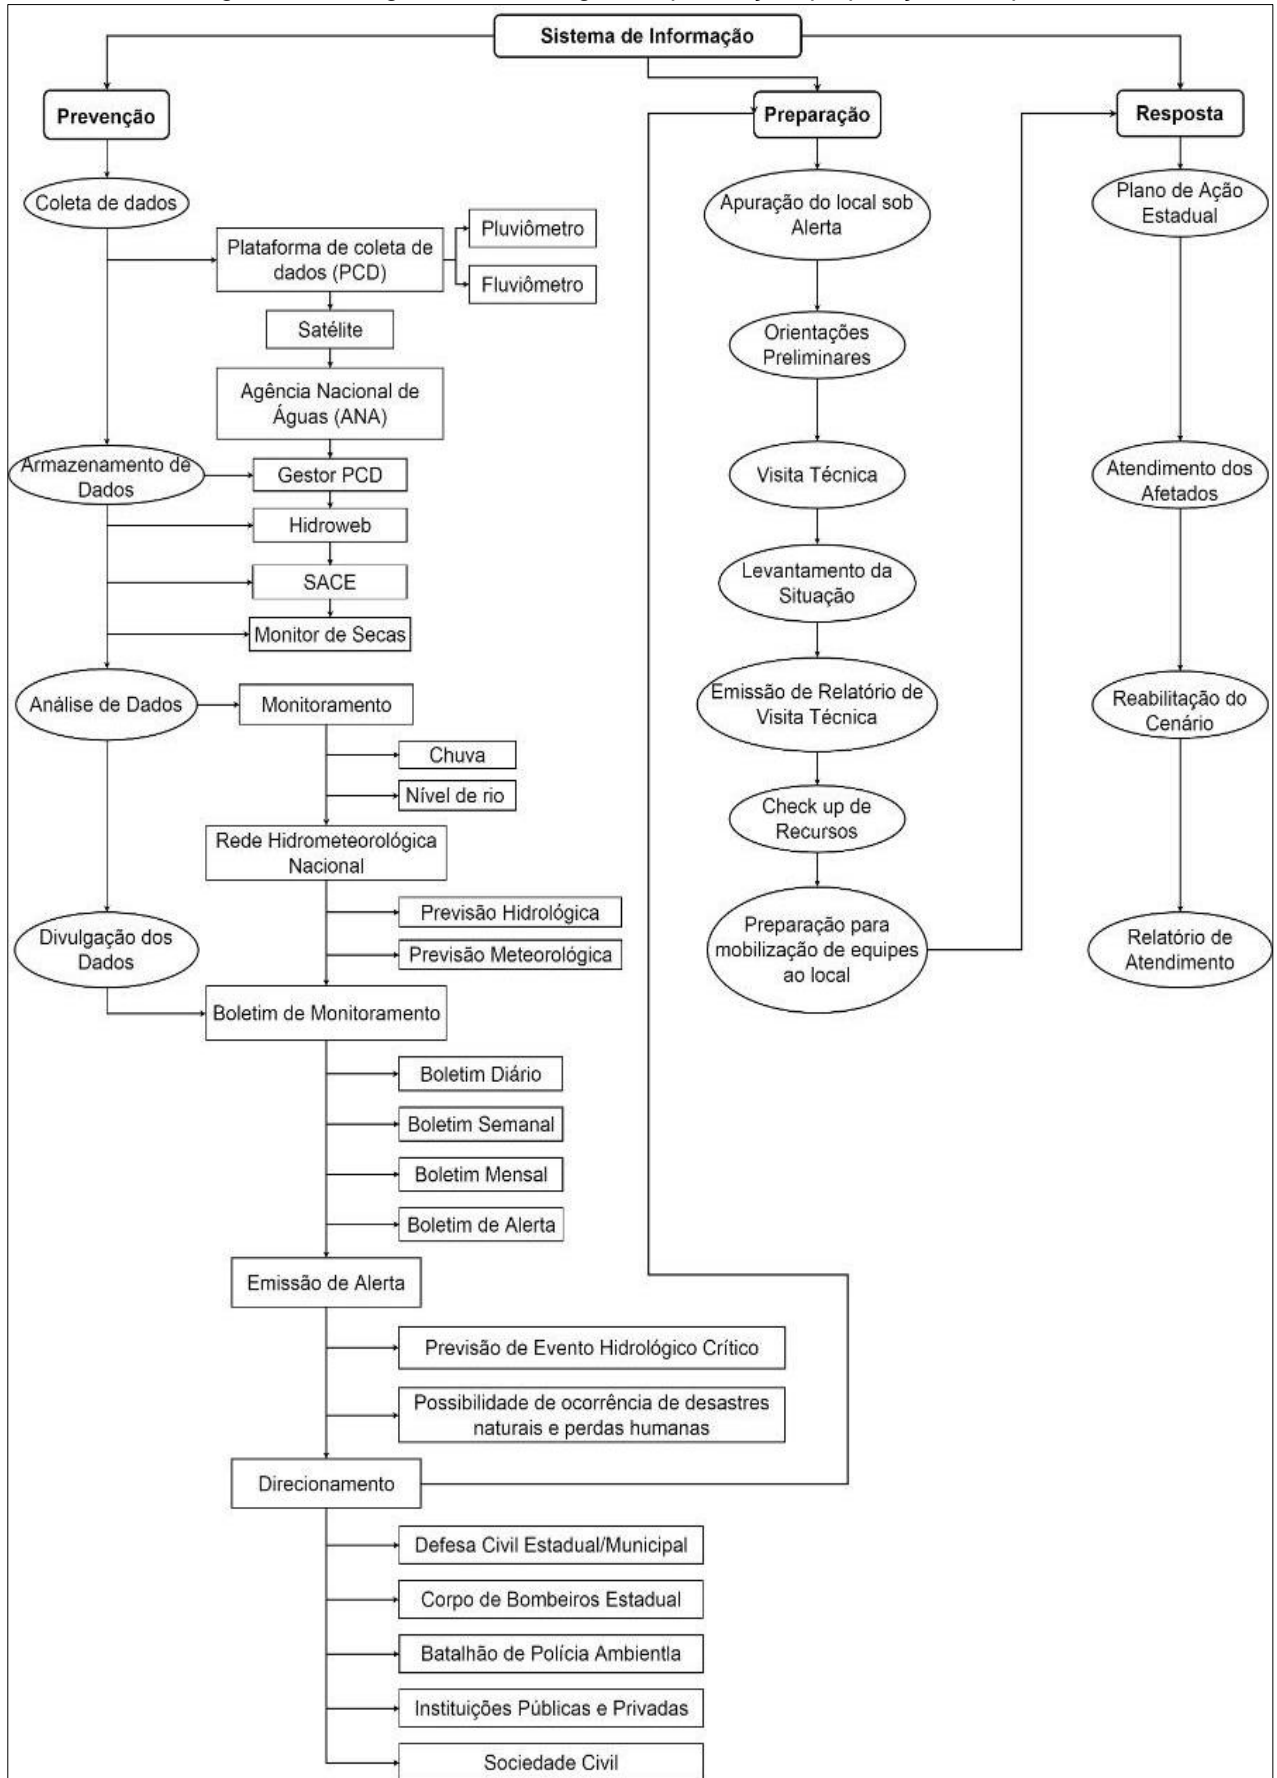 Sistema de Informação
Prevenção
Coleta de dados
Plataforma de coleta de
dados (PCD)
Pluviômetro
Fluviômetro
Satélite
Agência Nacional de
Águas (ANA)
Armazenamento de
Dados
Gestor PCD
Hidroweb
SACE
Monitor de Secas
Análise de Dados
Monitoramento
Chuva
Nível de rio
Rede Hidrometeorológica
Nacional
Previsão Hidrológica
Previsão Meteorológica
Divulgação dos
Dados
Boletim de Monitoramento
Boletim Diário
Boletim Semanal
Boletim Mensal
Boletim de Alerta
Emissão de Alerta
Previsão de Evento Hidrológico Crítico
Possibilidade de ocorrência de desastres
naturais e perdas humanas
Direcionamento
Defesa Civil Estadual/Municipal
Corpo de Bombeiros Estadual
Batalhão de Polícia Ambientla
Instituições Públicas e Privadas
Sociedade Civil
Preparação
Apuração do local sob
Alerta
Orientações
Preliminares
Visita Técnica
Levantamento da
Situação
Emissão de Relatório de
Visita Técnica
Check up de
Recursos
Preparação para
mobilização de equipes
ao local
Resposta
Plano de Ação
Estadual
Atendimento dos
Afetados
Reabilitação do
Cenário
Relatório de
Atendimento